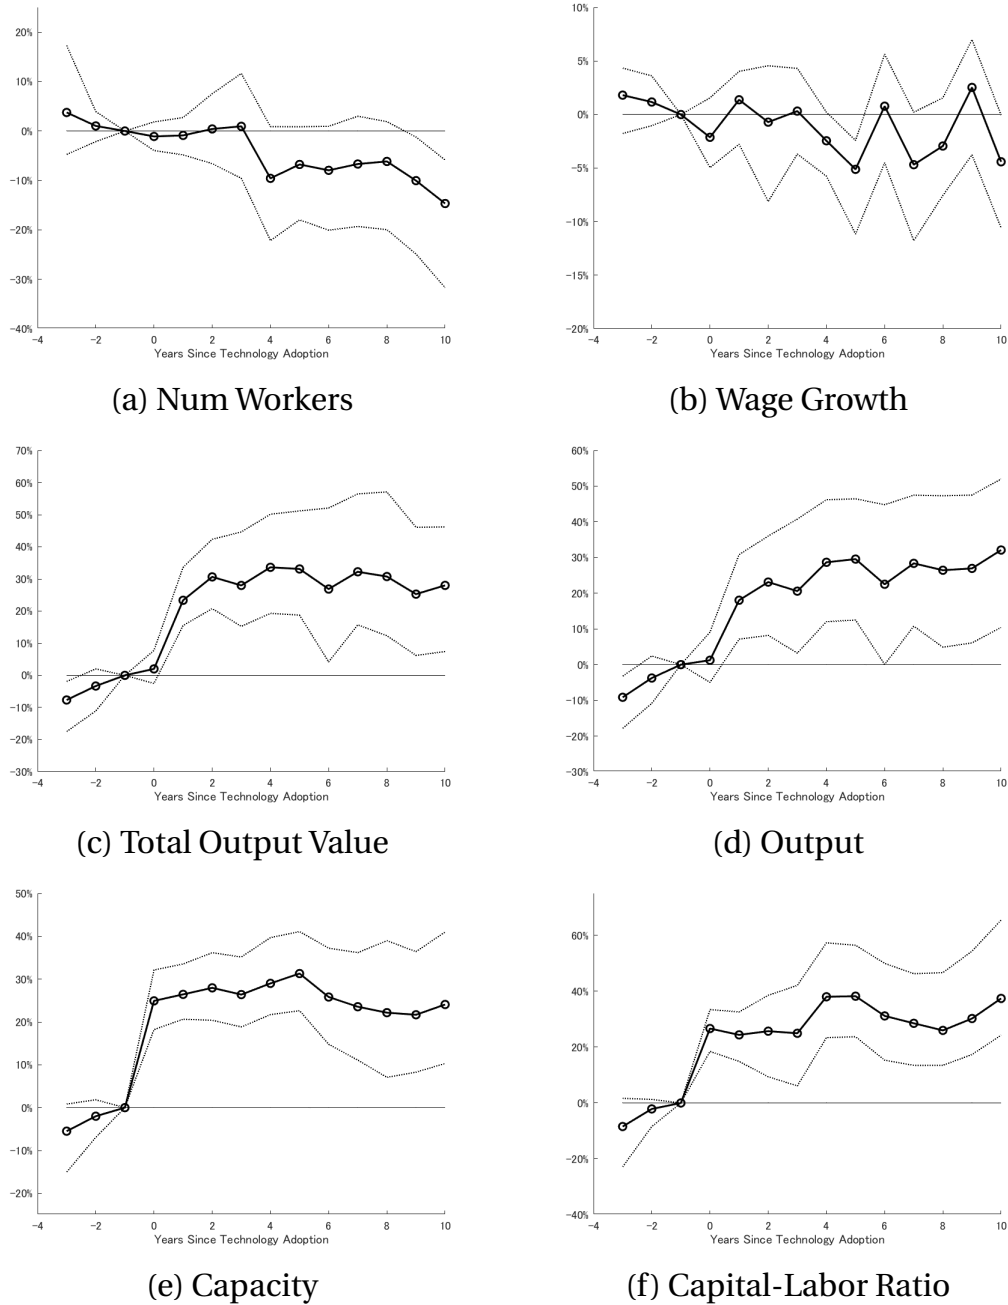 20%
10%
0%
-10%
-20%
-30%
-40%
-4 -2 0 2 4 6 8 10
Years Since Technology Adoption
(a) Num Workers
10%
5%
0%
-5%
-10%
-15%
-20%
-4 -2 0 2 4 6 8 10
Years Since Technology Adoption
(b) Wage Growth
70%
60%
50%
40%
30%
20%
10%
0%
-10%
-20%
-30%
-4 -2 0 2 4 6 8 10
Years Since Technology Adoption
(c) Total Output Value
60%
50%
40%
30%
20%
10%
0%
-10%
-20%
-30%
-4 -2 0 2 4 6 8 10
Years Since Technology Adoption
(d) Output
50%
40%
30%
20%
10%
0%
-10%
-20%
-4 -2 0 2 4 6 8 10
Years Since Technology Adoption
(e) Capacity
60%
40%
20%
0%
-20%
-40%
-4 -2 0 2 4 6 8 10
Years Since Technology Adoption
(f) Capital-Labor Ratio